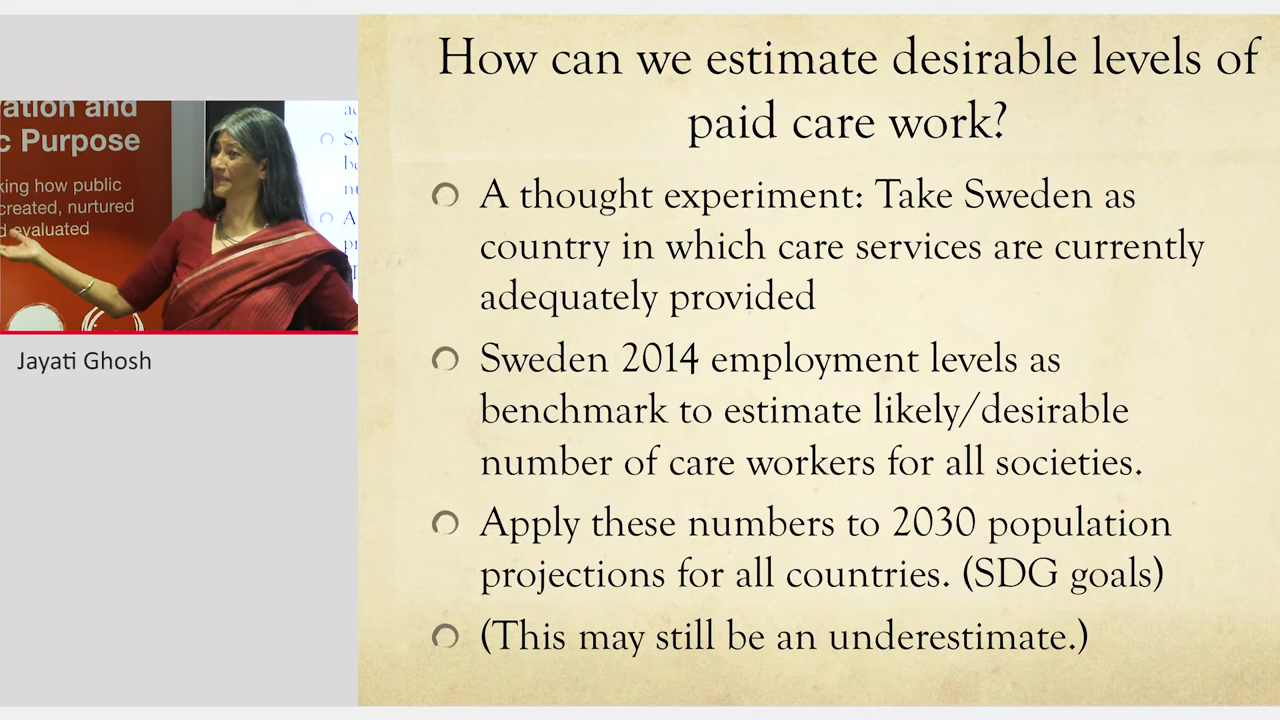 How can we estimate desirable levels of
paid care work?
A thought experiment: Take Sweden as
country in which care services are currently
adequately provided
Sweden 2014 employment levels as
benchmark to estimate likely/desirable
number of care workers for all societies.
Apply these numbers to 2030 population
projections for all countries. (SDG goals)
(This may still be an underestimate.)
ation and
c Purpose
king how public
created, nurtured
d evaluated
Jayati Ghosh